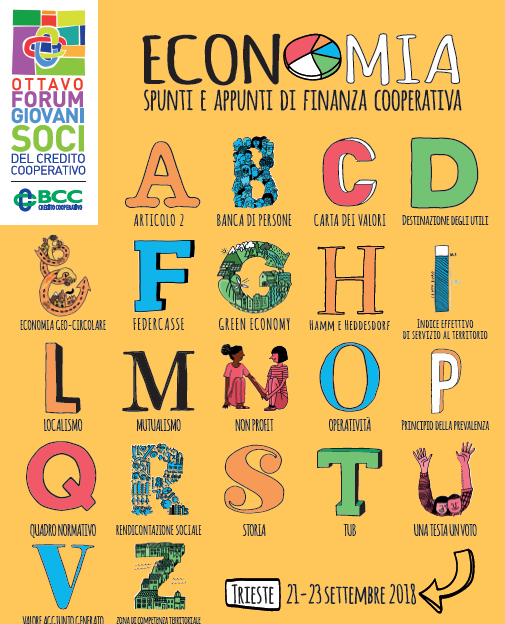 OTTAVO
FORUM
GIOVANI
SOCI
DEL CREDITO
COOPERATIVO
BCC
CREDITO COOPERATIVO
ECONOMIA
SPUNTI E APPUNTI DI FINANZA COOPERATIVA
A B C D
ARTICOLO 2
BANCA DI PERSONE
CARTA DEI VALORI
DESTINAZIONE DEGLI UTILI
E F G H I
ECONOMIA GEO-CIRCOLARE
FEDERCASSE
GREEN ECONOMY
HAMM E HEDDESDORF
INDICE EFFETTIVO
DI SERVIZIO AL TERRITORIO
L M N O P
LOCALISMO
MUTUALISMO
NON PROFIT
OPERATIVITÀ
PRINCIPIO DELLA PREVALENZA
Q R S T U
QUADRO NORMATIVO
RENDICONTAZIONE SOCIALE
STORIA
TUB
UNA TESTA UN VOTO
V Z
VALORE AGGIUNTO GENERATO
ZONA DI COMPETENZA TERRITORIALE
TRIESTE 21-23 SETTEMBRE 2018